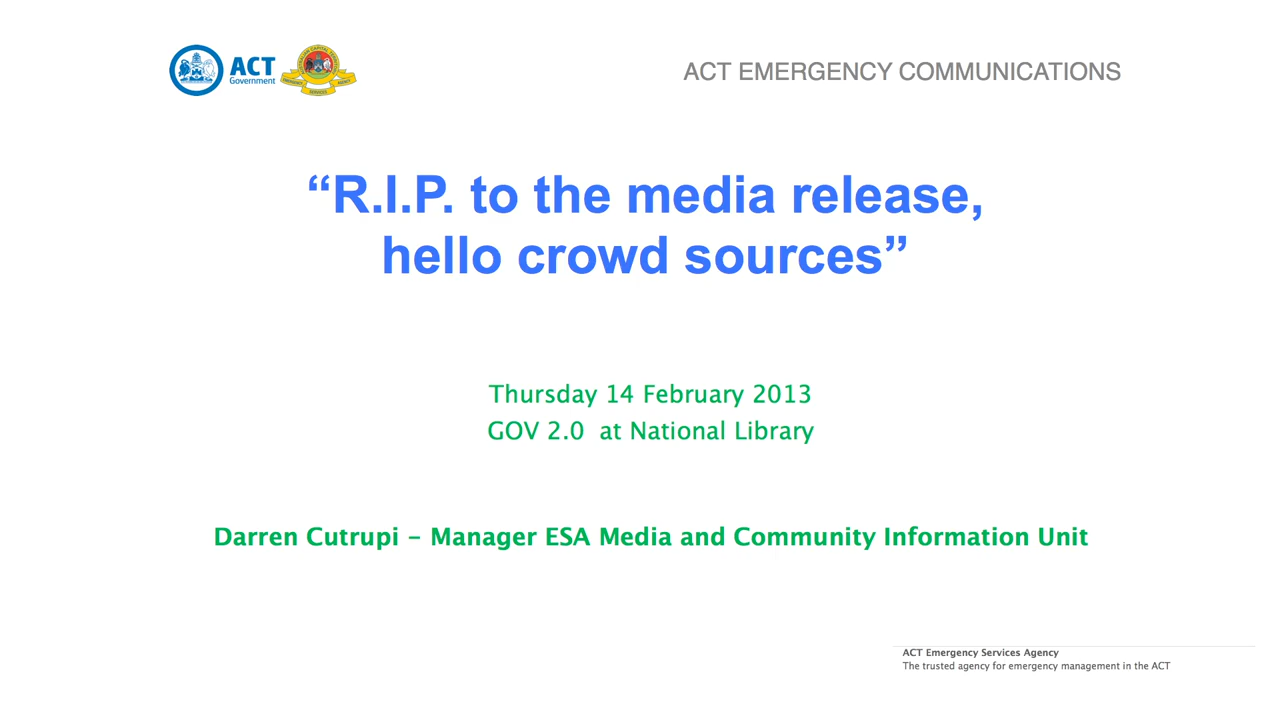 ACT
Government
ACT EMERGENCY COMMUNICATIONS
“R.I.P. to the media release,
hello crowd sources”
Thursday 14 February 2013
GOV 2.0  at National Library
Darren Cutrupi – Manager ESA Media and Community Information Unit
ACT Emergency Services Agency
The trusted agency for emergency management in the ACT